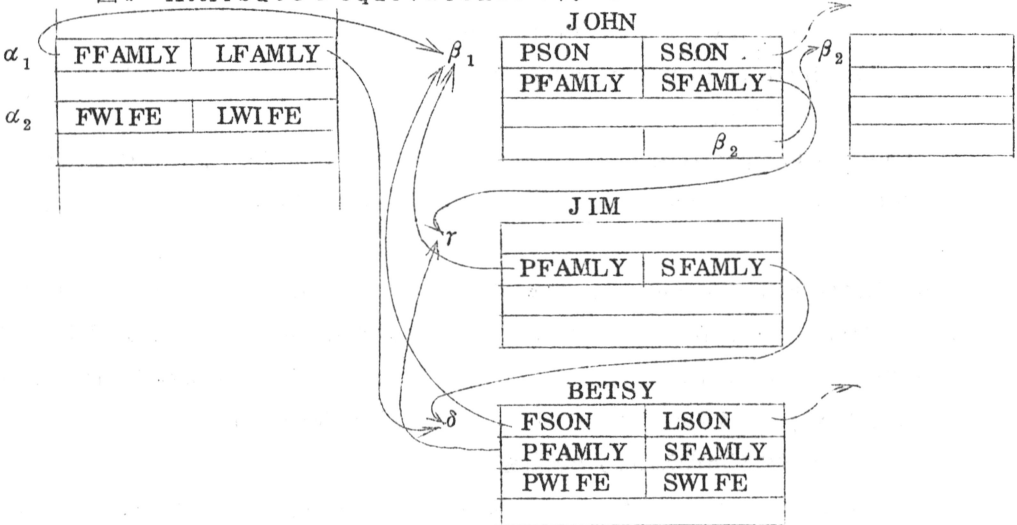 JOHN
α1 FFAMLY LFAMLY β1 PSON SSON β2
PFAMLY SFAMLY
α2 FWIFE LWIFE
β2
JIM
γ
PFAMLY SFAMLY
BETSY
δ FSON LSON
PFAMLY SFAMLY
PWIFE SWIFE